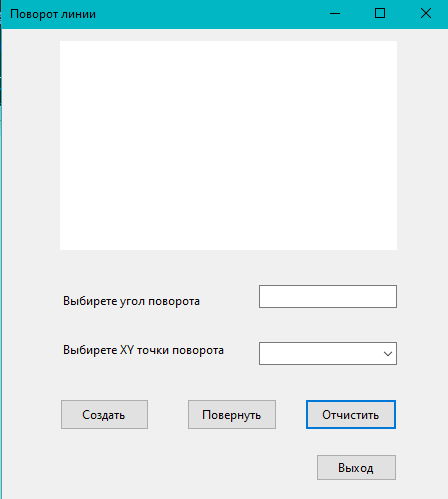 Поворот линии
Выбирете угол поворота
Выбирете XY точки поворота
Создать
Повернуть
Отчистить
Выход